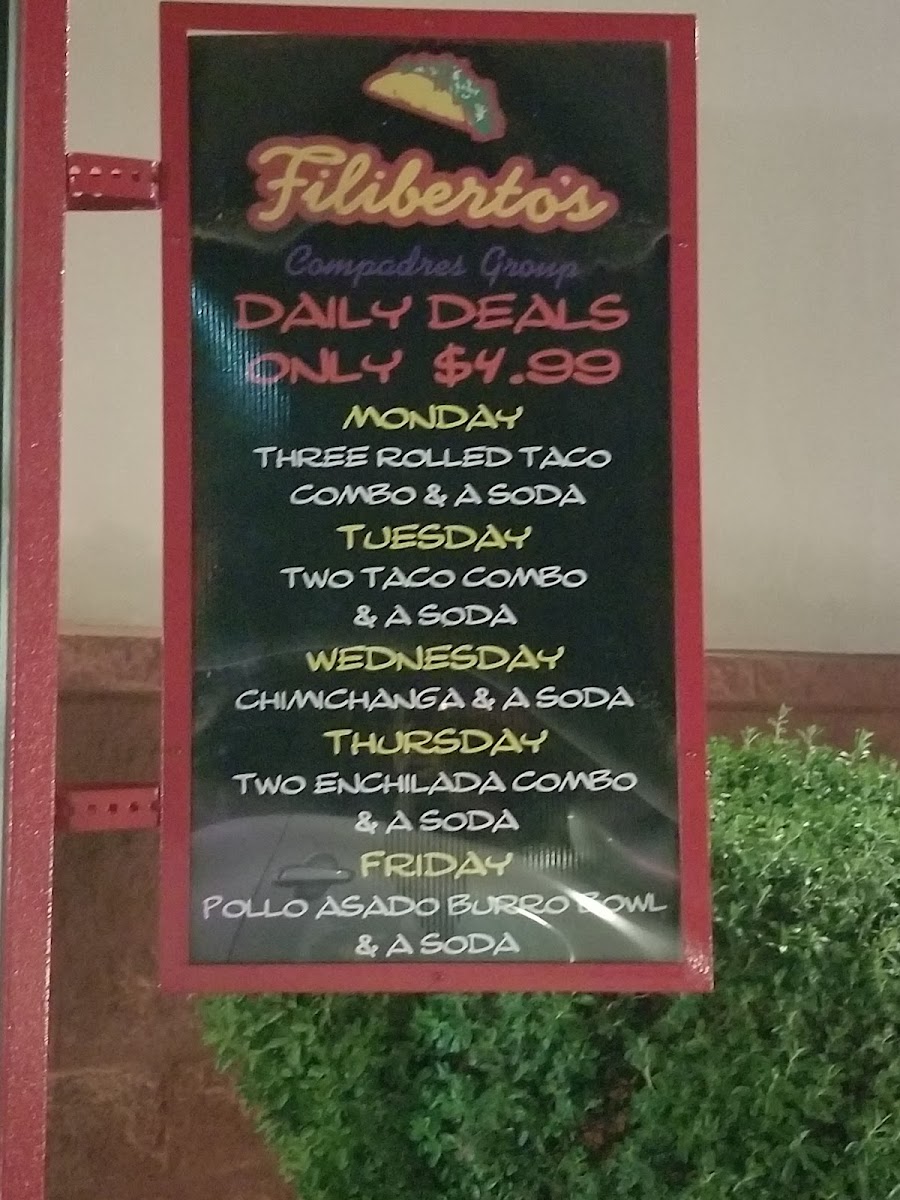 Filiberto's
Compadres Group
DAILY DEALS
ONLY $4.99
MONDAY
THREE ROLLED TACO
COMBO & A SODA
TUESDAY
TWO TACO COMBO
& A SODA
WEDNESDAY
CHIMICHANGA & A SODA
THURSDAY
TWO ENCHILADA COMBO
& A SODA
FRIDAY
POLLO ASADO BURRO BOWL
& A SODA